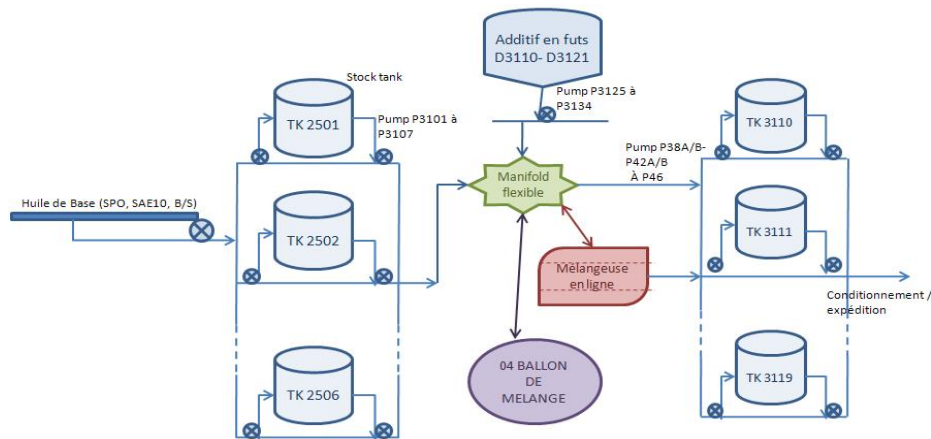 Additif en futs
D3110- D3121
Stock tank
Pump P3125 à
P3134
TK 2501
Pump P3101 à
P3107
TK 3110
Pump P38A/B-
P42A/B
À P46
Manifold
flexible
Huile de Base (SPO, SAE10, B/S)
TK 2502
TK 3111
Mélangeuse
en ligne
Conditionnement /
expédition
04 BALLON
DE
MELANGE
TK 2506
TK 3119